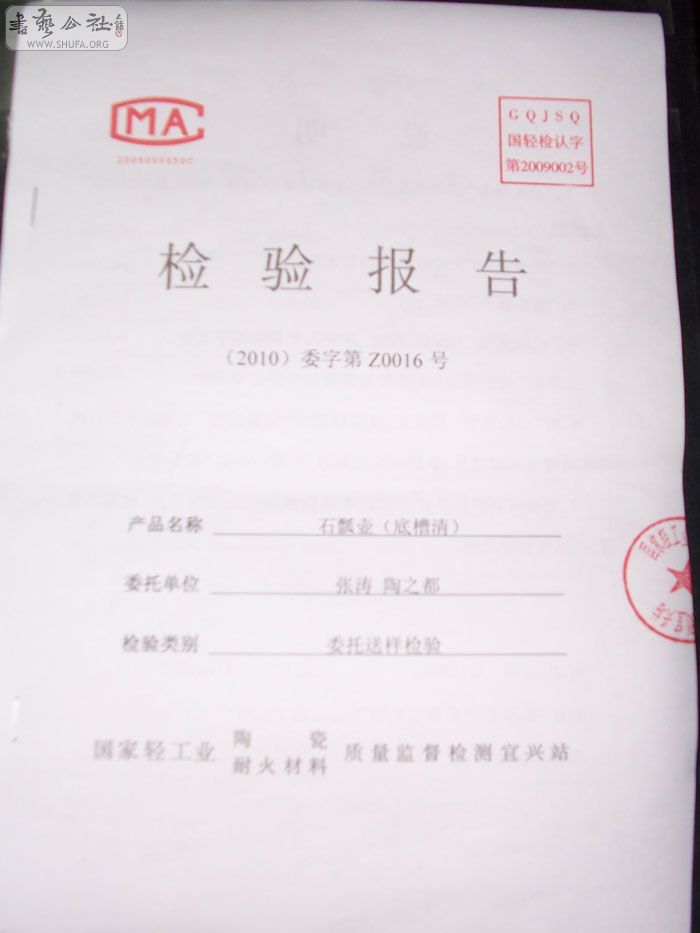 書藝公社
WWW.SHUFA.ORG
CMA
2009000650C
GQJSQ
国轻检认字
第2009002号
检验报告
（2010）委字第 Z0016 号
产品名称 石瓢壶（底槽清）
委托单位 张涛 陶之都
检验类别 委托送样检验
国家轻工业 陶瓷 质量监督检测宜兴站
耐火材料